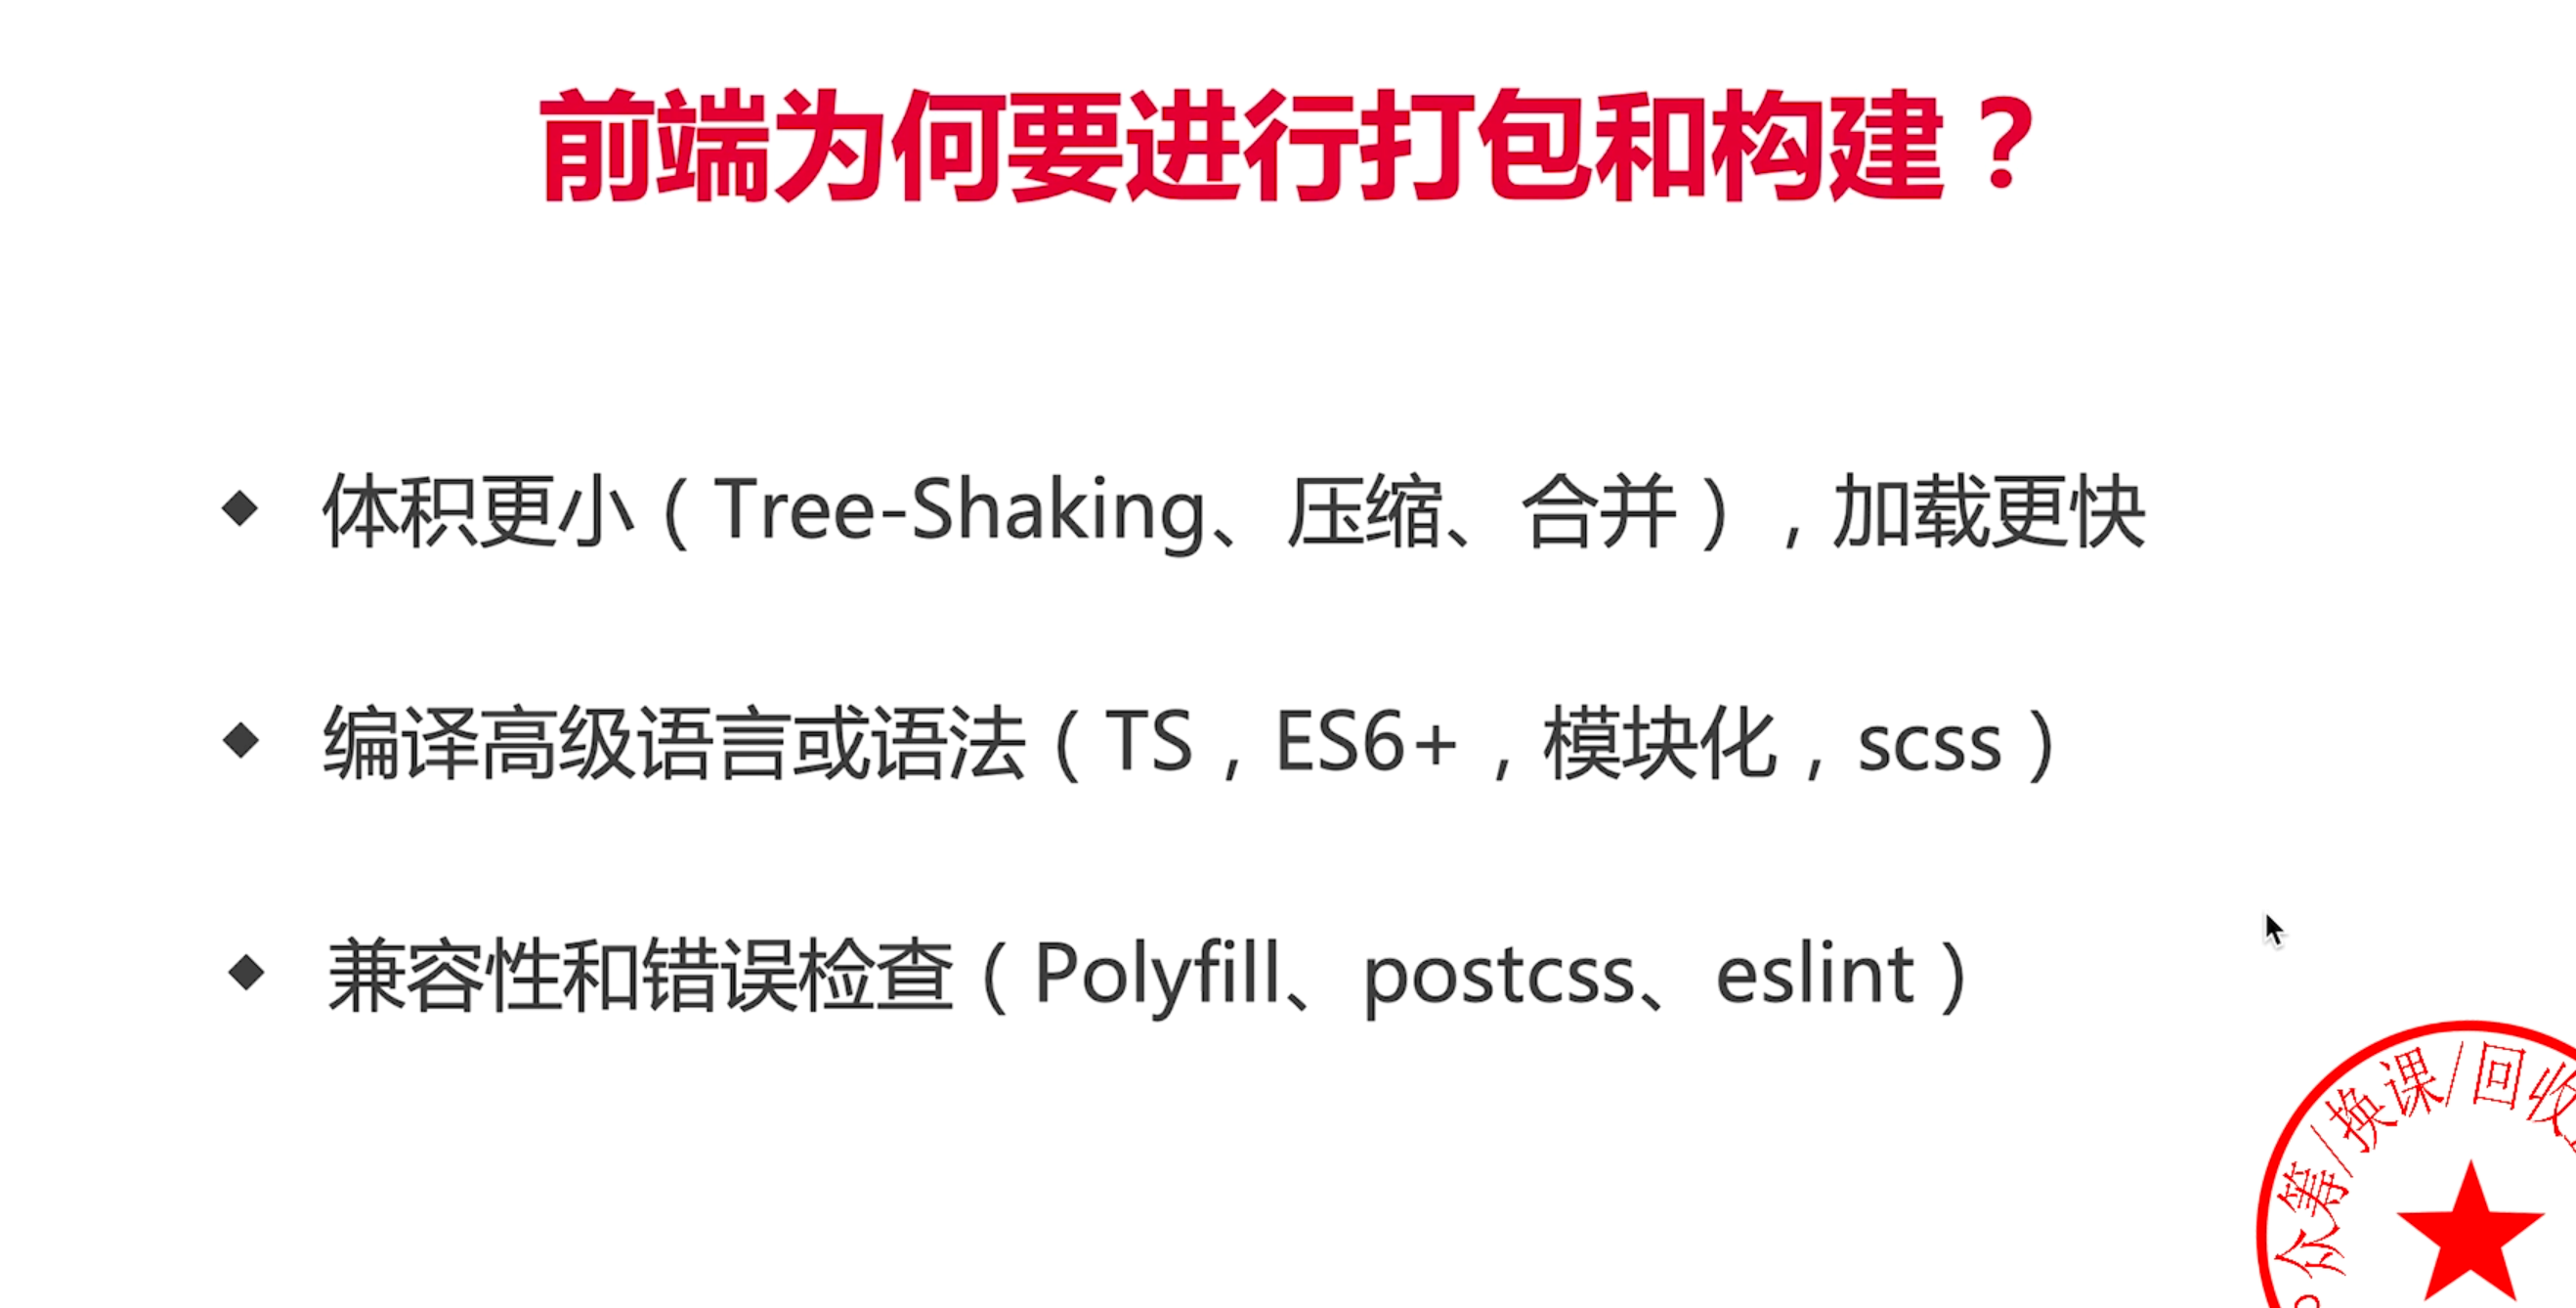 前端为何要进行打包和构建？
◆ 体积更小（Tree-Shaking、压缩、合并），加载更快
◆ 编译高级语言或语法（TS，ES6+，模块化，scss）
◆ 兼容性和错误检查（Polyfill、postcss、eslint）
众筹/换课/回收